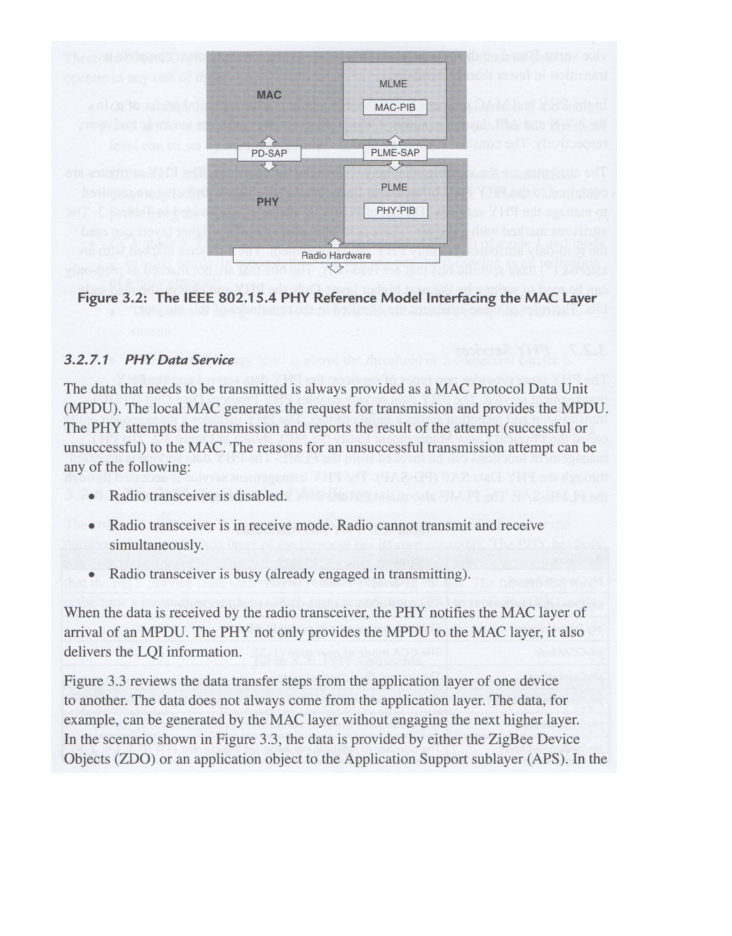 MAC
MLME
MAC-PIB
PD-SAP
PLME-SAP
PHY
PLME
PHY-PIB
Radio Hardware
Figure 3.2: The IEEE 802.15.4 PHY Reference Model Interfacing the MAC Layer
3.2.7.1 PHY Data Service
The data that needs to be transmitted is always provided as a MAC Protocol Data Unit
(MPDU). The local MAC generates the request for transmission and provides the MPDU.
The PHY attempts the transmission and reports the result of the attempt (successful or
unsuccessful) to the MAC. The reasons for an unsuccessful transmission attempt can be
any of the following:
• Radio transceiver is disabled.
• Radio transceiver is in receive mode. Radio cannot transmit and receive
simultaneously.
• Radio transceiver is busy (already engaged in transmitting).
When the data is received by the radio transceiver, the PHY notifies the MAC layer of
arrival of an MPDU. The PHY not only provides the MPDU to the MAC layer, it also
delivers the LQI information.
Figure 3.3 reviews the data transfer steps from the application layer of one device
to another. The data does not always come from the application layer. The data, for
example, can be generated by the MAC layer without engaging the next higher layer.
In the scenario shown in Figure 3.3, the data is provided by either the ZigBee Device
Objects (ZDO) or an application object to the Application Support sublayer (APS). In the